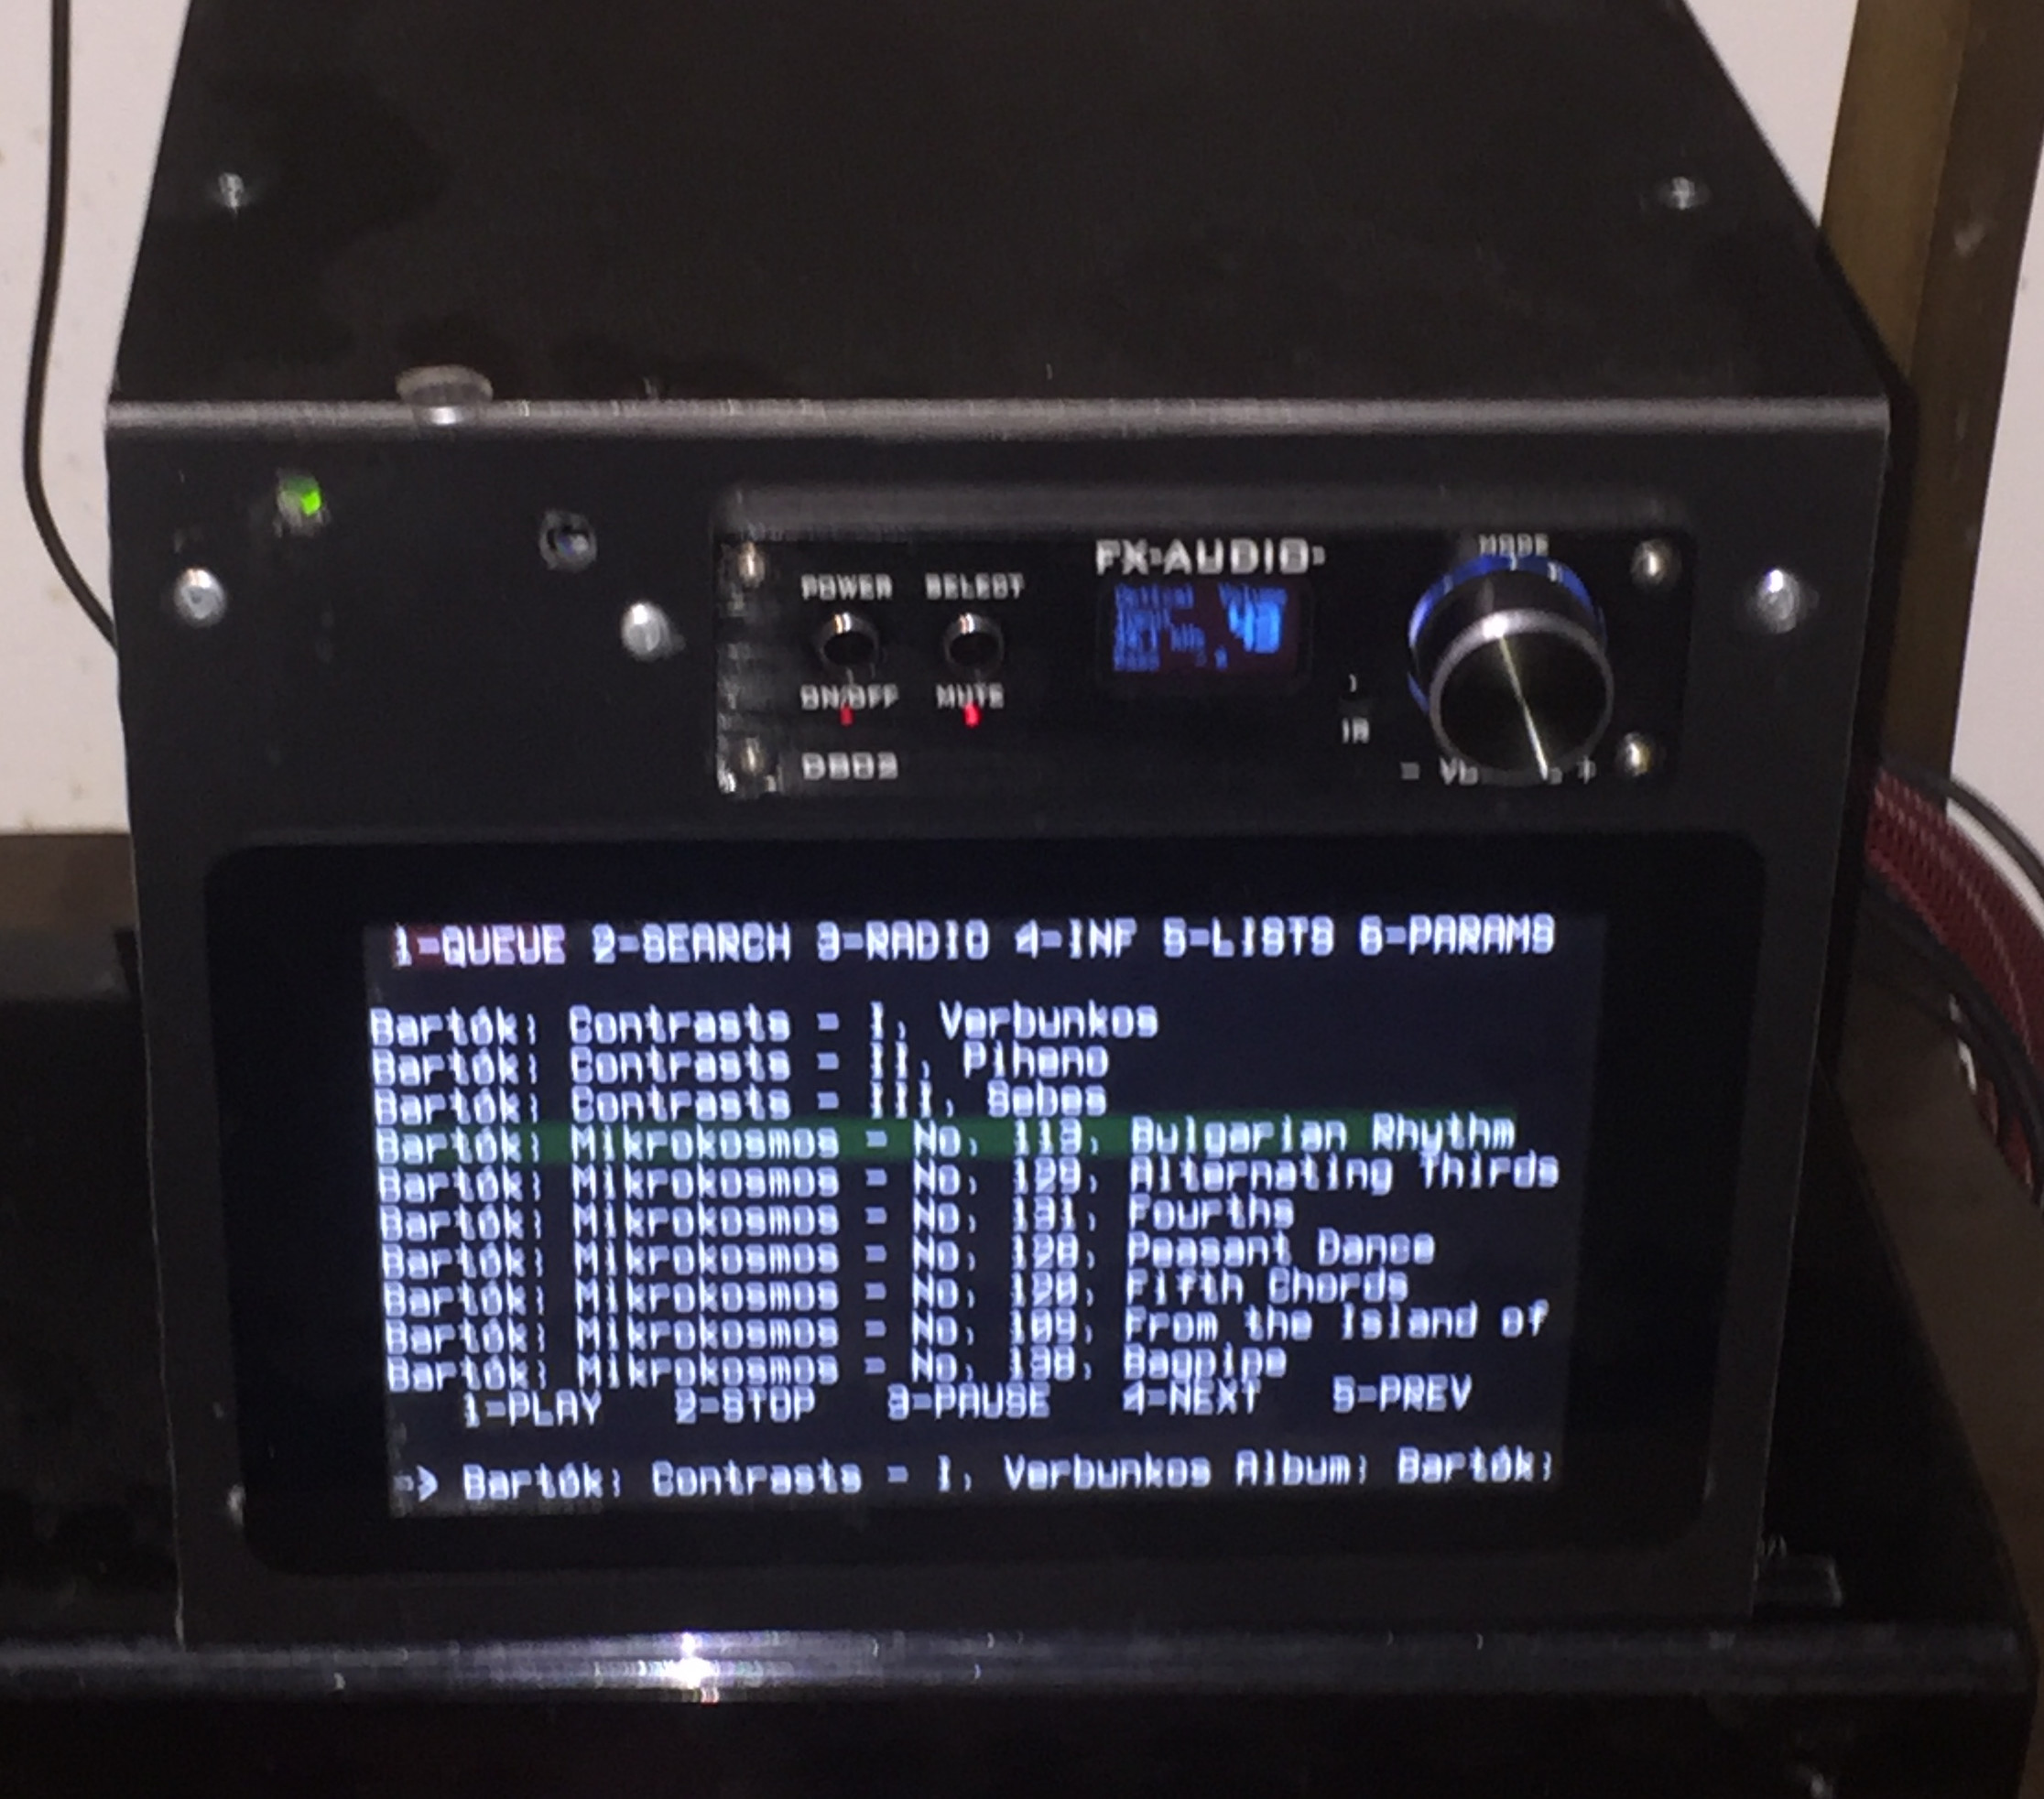 FX-AUDIO-
MODE
POWER SELECT
Volume
ON/OFF MUTE
IR
1-QUEUE 2-SEARCH 3-RADIO 4-INF 5-LISTS 6-PARAMS
Bartók: Contrasts - I. Verbunkos
Bartók: Contrasts - II. Piheno
Bartók: Contrasts - III. Sebes
Bartók: Mikrokosmos - No. 113. Bulgarian Rhythm
Bartók: Mikrokosmos - No. 129. Alternating Thirds
Bartók: Mikrokosmos - No. 131. Fourths
Bartók: Mikrokosmos - No. 128. Peasant Dance
Bartók: Mikrokosmos - No. 120. Fifth Chords
Bartók: Mikrokosmos - No. 109. From the Island of
Bartók: Mikrokosmos - No. 138. Bagpipe
1-PLAY 2-STOP 3-PAUSE 4-NEXT 5-PREV
=> Bartók: Contrasts - I. Verbunkos Album: Bartók: